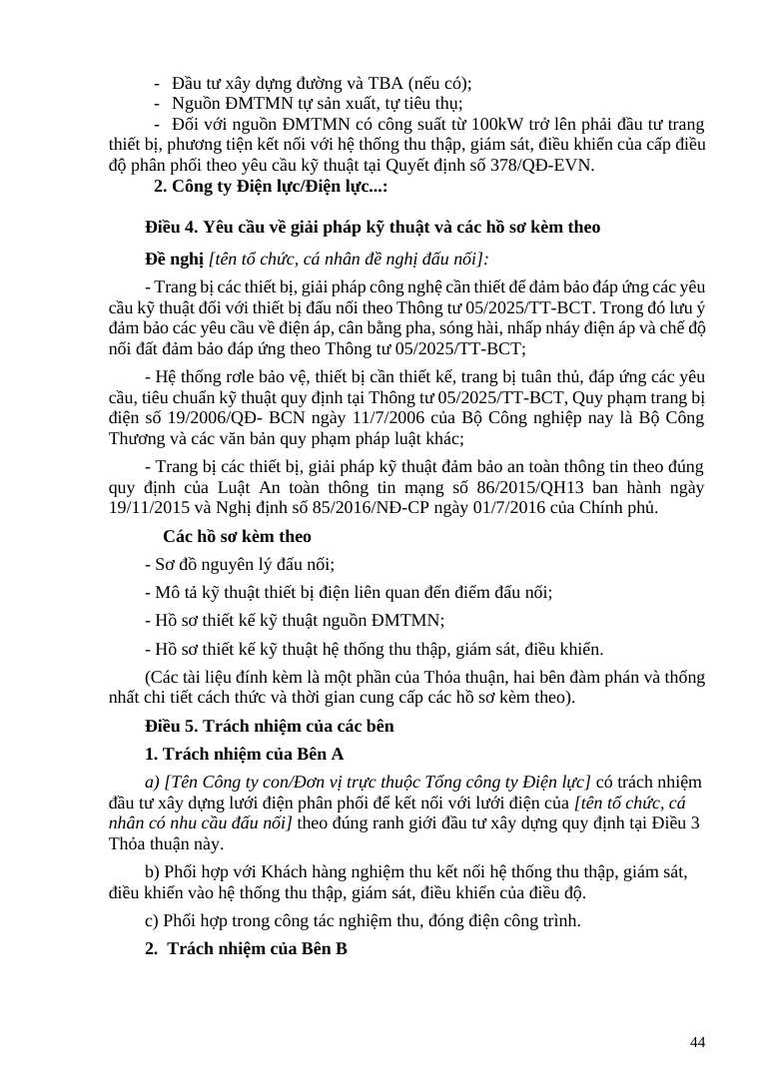 - Đầu tư xây dựng đường và TBA (nếu có);
- Nguồn ĐMTMN tự sản xuất, tự tiêu thụ;
- Đối với nguồn ĐMTMN có công suất từ 100kW trở lên phải đầu tư trang
thiết bị, phương tiện kết nối với hệ thống thu thập, giám sát, điều khiển của cấp điều
độ phân phối theo yêu cầu kỹ thuật tại Quyết định số 378/QĐ-EVN.
2. Công ty Điện lực/Điện lực...:
Điều 4. Yêu cầu về giải pháp kỹ thuật và các hồ sơ kèm theo
Đề nghị [tên tổ chức, cá nhân đề nghị đấu nối]:
- Trang bị các thiết bị, giải pháp công nghệ cần thiết để đảm bảo đáp ứng các yêu
cầu kỹ thuật đối với thiết bị đấu nối theo Thông tư 05/2025/TT-BCT. Trong đó lưu ý
đảm bảo các yêu cầu về điện áp, cân bằng pha, sóng hài, nhấp nháy điện áp và chế độ
nối đất đảm bảo đáp ứng theo Thông tư 05/2025/TT-BCT;
- Hệ thống rơle bảo vệ, thiết bị cần thiết kế, trang bị tuân thủ, đáp ứng các yêu
cầu, tiêu chuẩn kỹ thuật quy định tại Thông tư 05/2025/TT-BCT, Quy phạm trang bị
điện số 19/2006/QĐ- BCN ngày 11/7/2006 của Bộ Công nghiệp nay là Bộ Công
Thương và các văn bản quy phạm pháp luật khác;
- Trang bị các thiết bị, giải pháp kỹ thuật đảm bảo an toàn thông tin theo đúng
quy định của Luật An toàn thông tin mạng số 86/2015/QH13 ban hành ngày
19/11/2015 và Nghị định số 85/2016/NĐ-CP ngày 01/7/2016 của Chính phủ.
Các hồ sơ kèm theo
- Sơ đồ nguyên lý đấu nối;
- Mô tả kỹ thuật thiết bị điện liên quan đến điểm đấu nối;
- Hồ sơ thiết kế kỹ thuật nguồn ĐMTMN;
- Hồ sơ thiết kế kỹ thuật hệ thống thu thập, giám sát, điều khiển.
(Các tài liệu đính kèm là một phần của Thỏa thuận, hai bên đàm phán và thống
nhất chi tiết cách thức và thời gian cung cấp các hồ sơ kèm theo).
Điều 5. Trách nhiệm của các bên
1. Trách nhiệm của Bên A
a) [Tên Công ty con/Đơn vị trực thuộc Tổng công ty Điện lực] có trách nhiệm
đầu tư xây dựng lưới điện phân phối để kết nối với lưới điện của [tên tổ chức, cá
nhân có nhu cầu đấu nối] theo đúng ranh giới đầu tư xây dựng quy định tại Điều 3
Thỏa thuận này.
b) Phối hợp với Khách hàng nghiệm thu kết nối hệ thống thu thập, giám sát,
điều khiển vào hệ thống thu thập, giám sát, điều khiển của điều độ.
c) Phối hợp trong công tác nghiệm thu, đóng điện công trình.
2. Trách nhiệm của Bên B
44